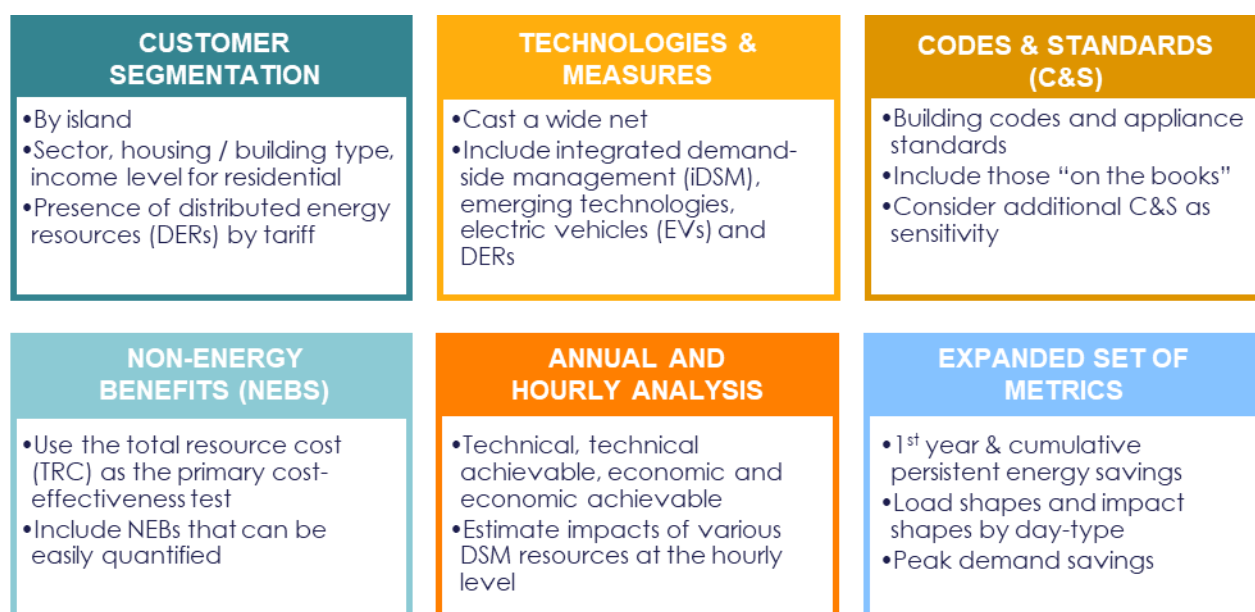 CUSTOMER
SEGMENTATION
•By island
•Sector, housing / building type,
income level for residential
•Presence of distributed energy
resources (DERs) by tariff
TECHNOLOGIES &
MEASURES
•Cast a wide net
•Include integrated demand-
side management (iDSM),
emerging technologies,
electric vehicles (EVs) and
DERs
CODES & STANDARDS
(C&S)
•Building codes and appliance
standards
•Include those “on the books”
•Consider additional C&S as
sensitivity
NON-ENERGY
BENEFITS (NEBS)
•Use the total resource cost
(TRC) as the primary cost-
effectiveness test
•Include NEBs that can be
easily quantified
ANNUAL AND
HOURLY ANALYSIS
•Technical, technical
achievable, economic and
economic achievable
•Estimate impacts of various
DSM resources at the hourly
level
EXPANDED SET OF
METRICS
•1st year & cumulative
persistent energy savings
•Load shapes and impact
shapes by day-type
•Peak demand savings